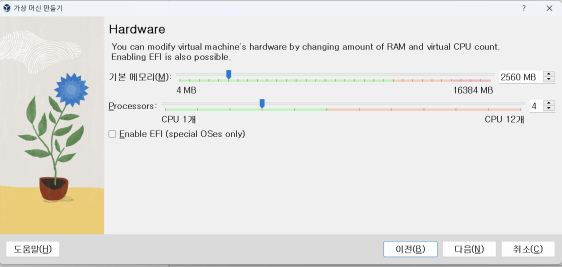 가상 머신 만들기
Hardware
You can modify virtual machine's hardware by changing amount of RAM and virtual CPU count.
Enabling EFI is also possible.
기본 메모리(M): 2560 MB
4 MB 16384 MB
Processors: 4
CPU 1개 CPU 12개
Enable EFI (special OSes only)
도움말(H) 이전(B) 다음(N) 취소(C)